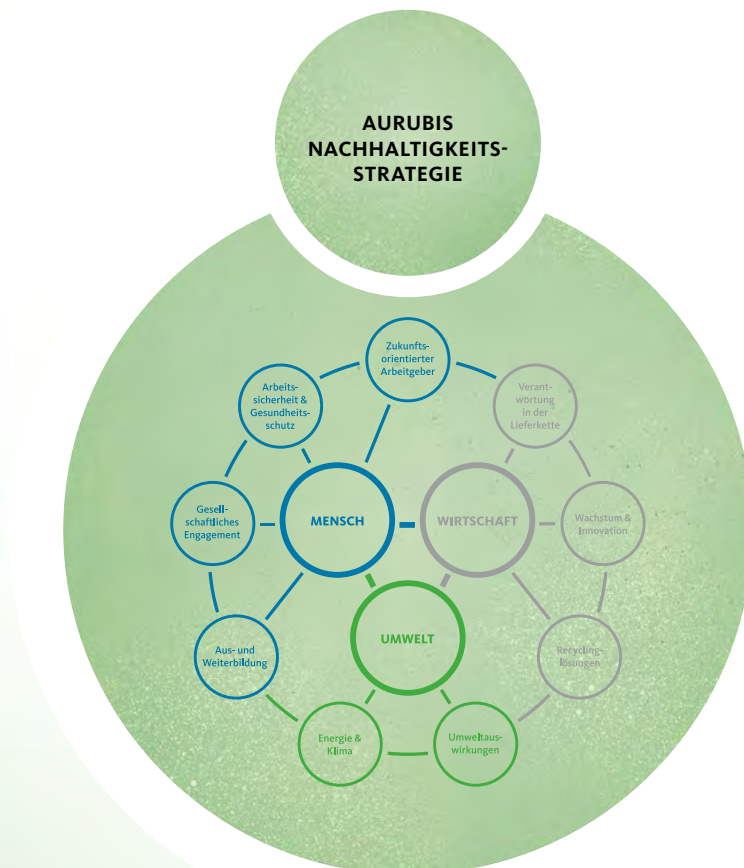 AURUBIS
NACHHALTIGKEITS-
STRATEGIE
Zukunfts-
orientierter
Arbeitgeber
Arbeits-
sicherheit &
Gesundheits-
schutz
Verant-
wörtung
in der
Lieferkette
Gesell-
schaftliches
Engagement
MENSCH
WIRTSCHAFT
Wachstum &
Innovation
UMWELT
Aus- und
Weiterbildung
Recycling-
lösungen
Energie &
Klima
Umweltaus-
wirkungen